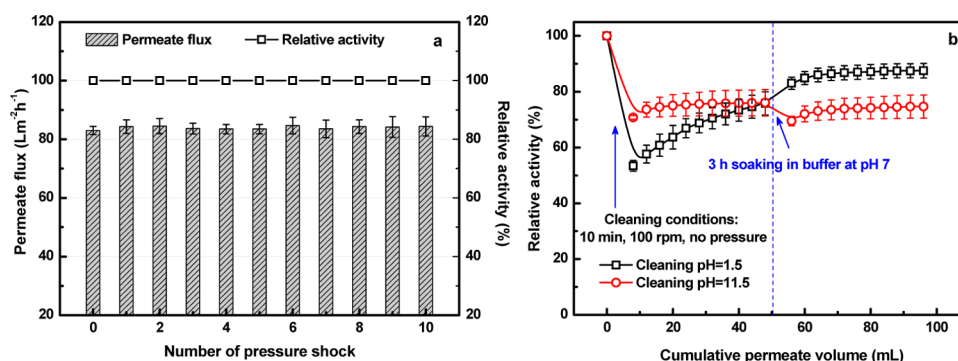 120
100
80
60
40
20
Permeate flux (Lm-2h-1)
Permeate flux
Relative activity
a
120
100
80
60
40
20
Relative activity (%)
0
2
4
6
8
10
Number of pressure shock
b
100
80
60
40
20
0
Relative activity (%)
3 h soaking in buffer at pH 7
Cleaning conditions:
10 min, 100 rpm, no pressure
Cleaning pH=1.5
Cleaning pH=11.5
0
20
40
60
80
100
Cumulative permeate volume (mL)